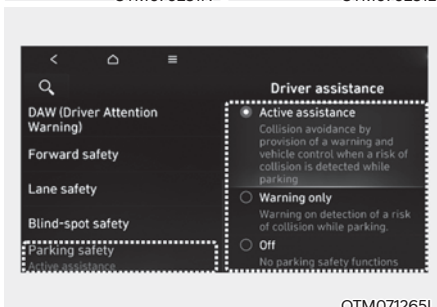 Driver assistance
DAW (Driver Attention
Warning)
Forward safety
Lane safety
Blind-spot safety
Parking safety
Active assistance
Active assistance
Collision avoidance by
provision of a warning and
vehicle control when a risk of
collision is detected while
parking
Warning only
Warning on detection of a risk
of collision while parking.
Off
No parking safety functions
OTM071265L